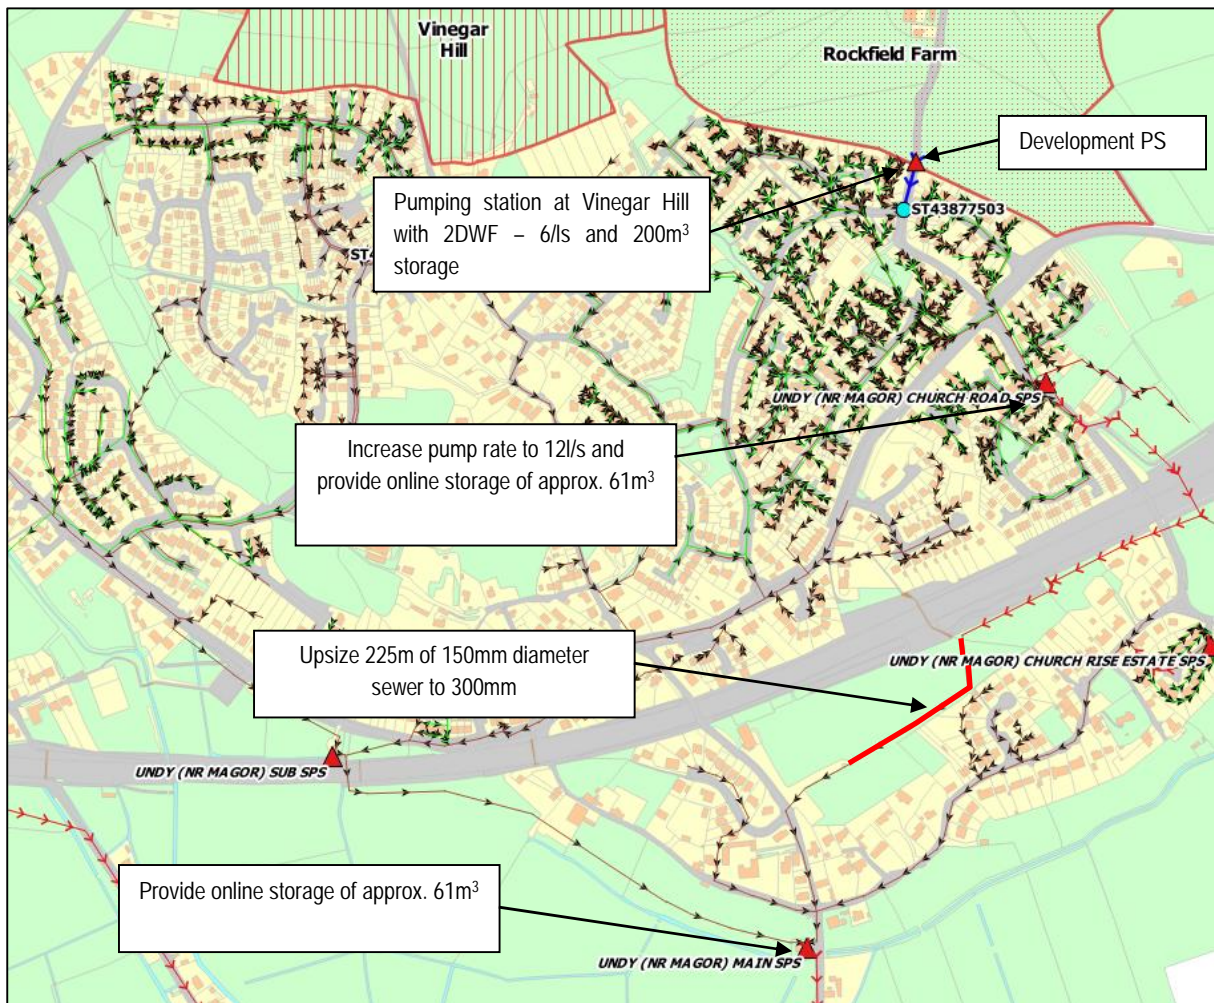 Vinegar
Hill
Rockfield Farm
Development PS
Pumping station at Vinegar Hill
with 2DWF – 6/ls and 200m³
storage
ST43877503
UNDY (NR MAGOR) CHURCH ROAD SPS
Increase pump rate to 12l/s and
provide online storage of approx. 61m³
Upsize 225m of 150mm diameter
sewer to 300mm
UNDY (NR MAGOR) CHURCH RISE ESTATE SPS
UNDY (NR MAGOR) SUB SPS
Provide online storage of approx. 61m³
UNDY (NR MAGOR) MAIN SPS